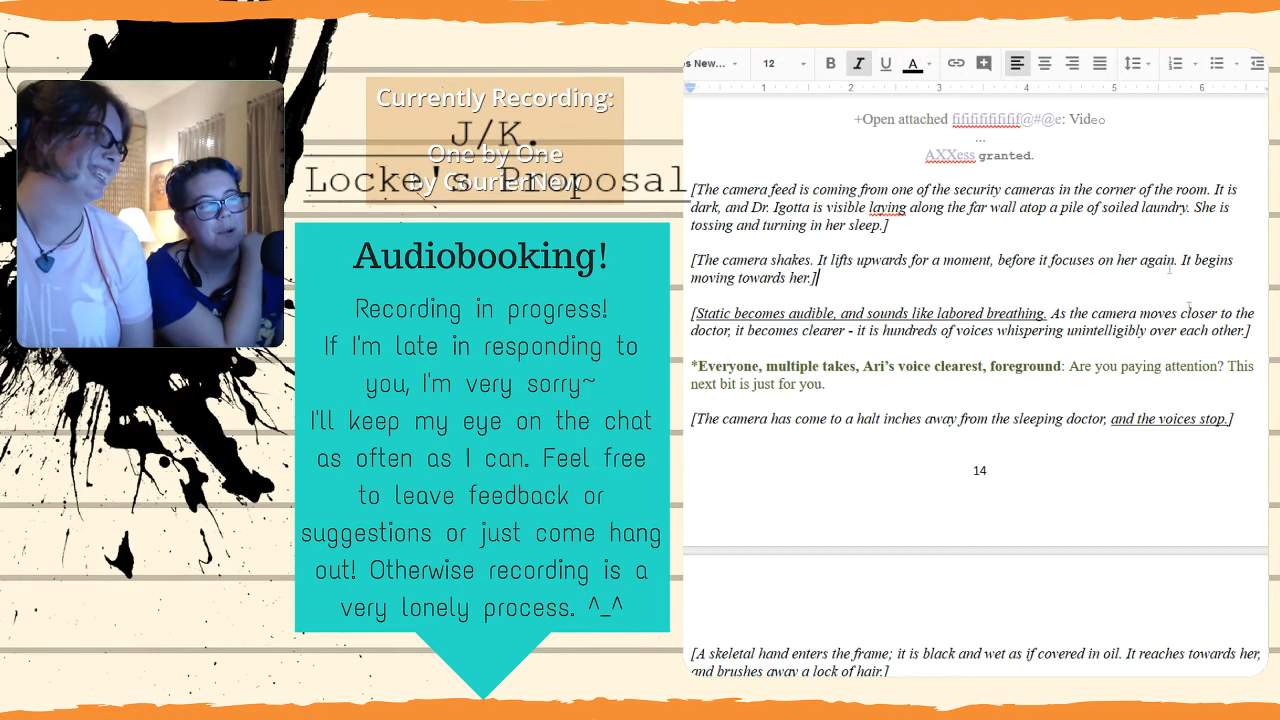 Currently Recording:
J/K.
One by One
Locke's Proposal
by CourierNew
Audiobooking!
Recording in progress!
If I'm late in responding to
you, I'm very sorry~
I'll keep my eye on the chat
as often as I can. Feel free
to leave feedback or
suggestions or just come hang
out! Otherwise recording is a
very lonely process. ^_^
s New...
12
B
I
U
A
1
2
3
4
5
6
+Open attached fififififififif@#@e: Video
...
AXXess granted.
[The camera feed is coming from one of the security cameras in the corner of the room. It is
dark, and Dr. Igotta is visible laying along the far wall atop a pile of soiled laundry. She is
tossing and turning in her sleep.]
[The camera shakes. It lifts upwards for a moment, before it focuses on her again. It begins
moving towards her.]
[Static becomes audible, and sounds like labored breathing. As the camera moves closer to the
doctor, it becomes clearer - it is hundreds of voices whispering unintelligibly over each other.]
*Everyone, multiple takes, Ari's voice clearest, foreground: Are you paying attention? This
next bit is just for you.
[The camera has come to a halt inches away from the sleeping doctor, and the voices stop.]
14
[A skeletal hand enters the frame; it is black and wet as if covered in oil. It reaches towards her,
and brushes away a lock of hair.]